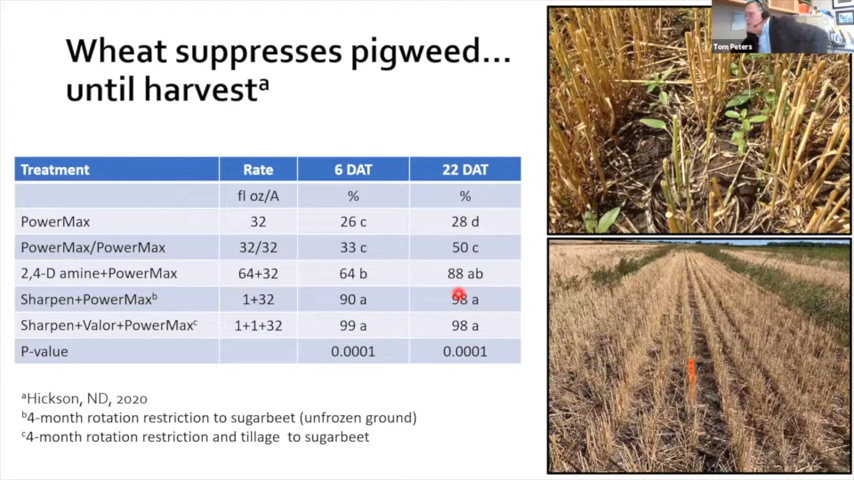 Wheat suppresses pigweed...
until harvestᵃ
Tom Peters
Treatment Rate 6 DAT 22 DAT
fl oz/A % %
PowerMax 32 26 c 28 d
PowerMax/PowerMax 32/32 33 c 50 c
2,4-D amine+PowerMax 64+32 64 b 88 ab
Sharpen+PowerMaxᵇ 1+32 90 a 98 a
Sharpen+Valor+PowerMaxᶜ 1+1+32 99 a 98 a
P-value 0.0001 0.0001
ᵃHickson, ND, 2020
ᵇ4-month rotation restriction to sugarbeet (unfrozen ground)
ᶜ4-month rotation restriction and tillage to sugarbeet